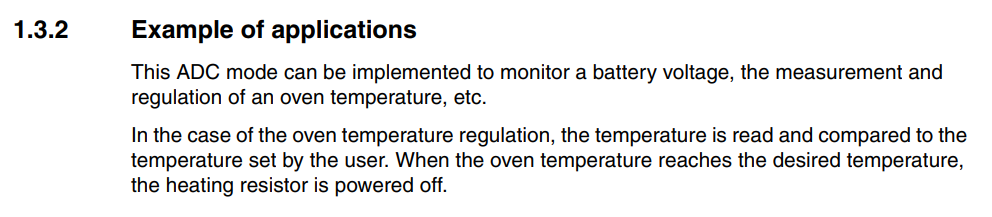 1.3.2 Example of applications
This ADC mode can be implemented to monitor a battery voltage, the measurement and
regulation of an oven temperature, etc.
In the case of the oven temperature regulation, the temperature is read and compared to the
temperature set by the user. When the oven temperature reaches the desired temperature,
the heating resistor is powered off.